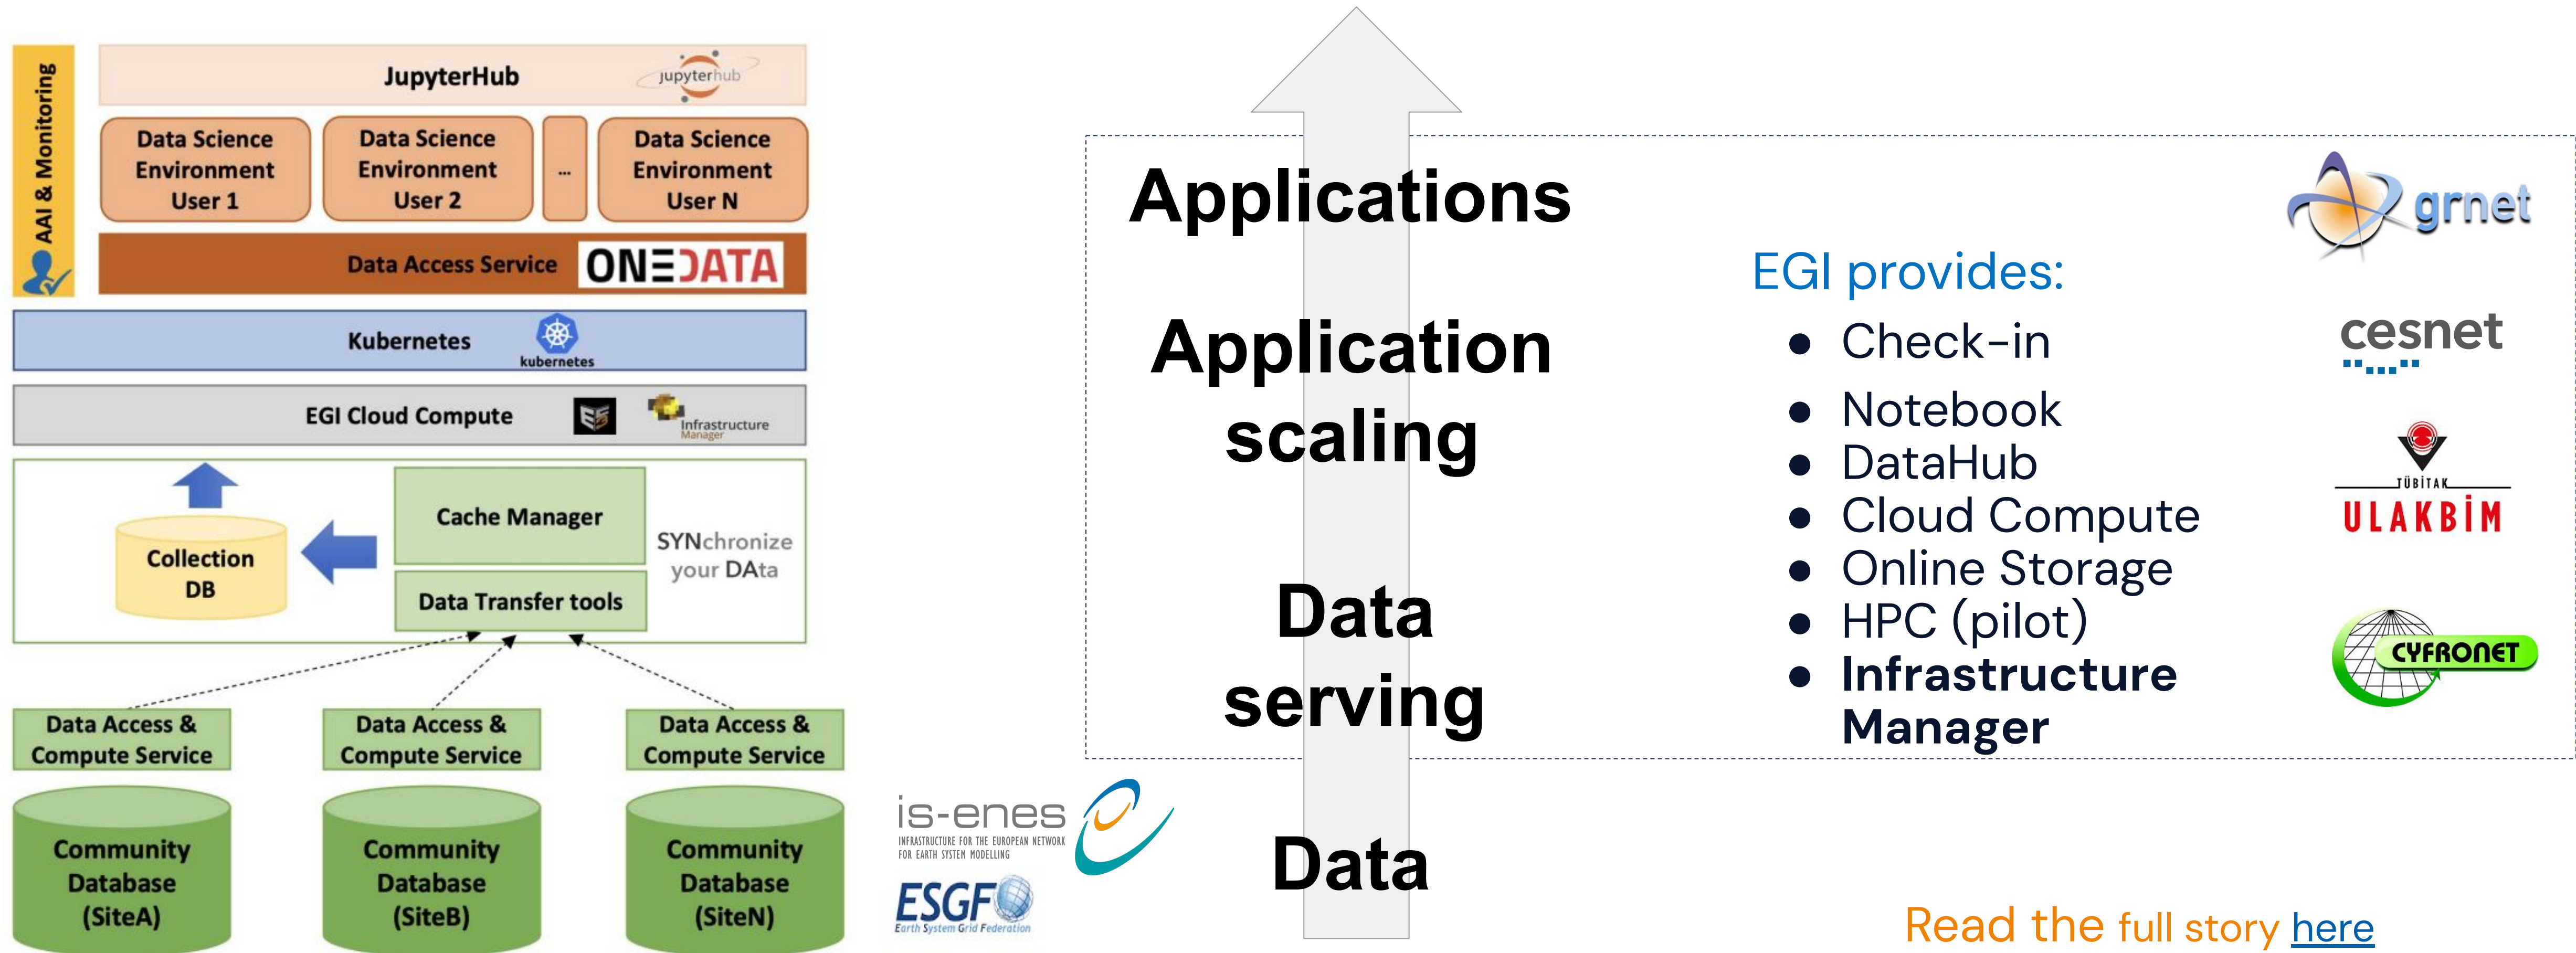 AAI & Monitoring
JupyterHub
jupyterhub
Data Science
Environment
User 1
Data Science
Environment
User 2
...
Data Science
Environment
User N
Data Access Service
ONEDATA
Kubernetes
kubernetes
EGI Cloud Compute
EC3
Infrastructure
Manager
Collection
DB
Cache Manager
Data Transfer tools
SYNchronize
your DAta
Data Access &
Compute Service
Data Access &
Compute Service
Data Access &
Compute Service
Community
Database
(SiteA)
Community
Database
(SiteB)
Community
Database
(SiteN)
is-enes
INFRASTRUCTURE FOR THE EUROPEAN NETWORK
FOR EARTH SYSTEM MODELLING
ESGF
Earth System Grid Federation
Applications
Application
scaling
Data
serving
Data
EGI provides:
● Check-in
● Notebook
● DataHub
● Cloud Compute
● Online Storage
● HPC (pilot)
● Infrastructure
Manager
grnet
cesnet
TÜBİTAK
ULAKBİM
CYFRONET
Read the full story here